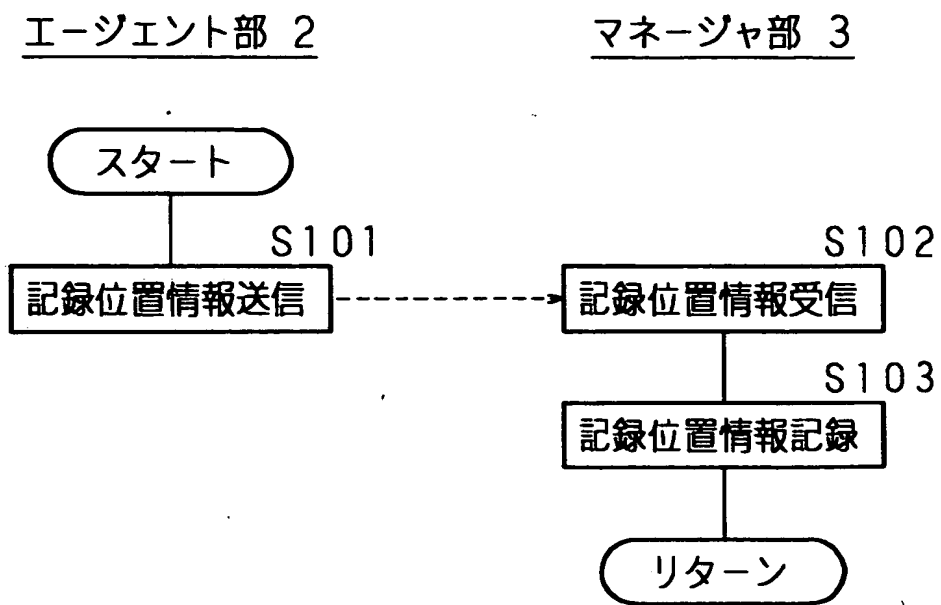 エージェント部 2
マネージャ部 3
スタート
S101
記録位置情報送信
S102
記録位置情報受信
S103
記録位置情報記録
リターン